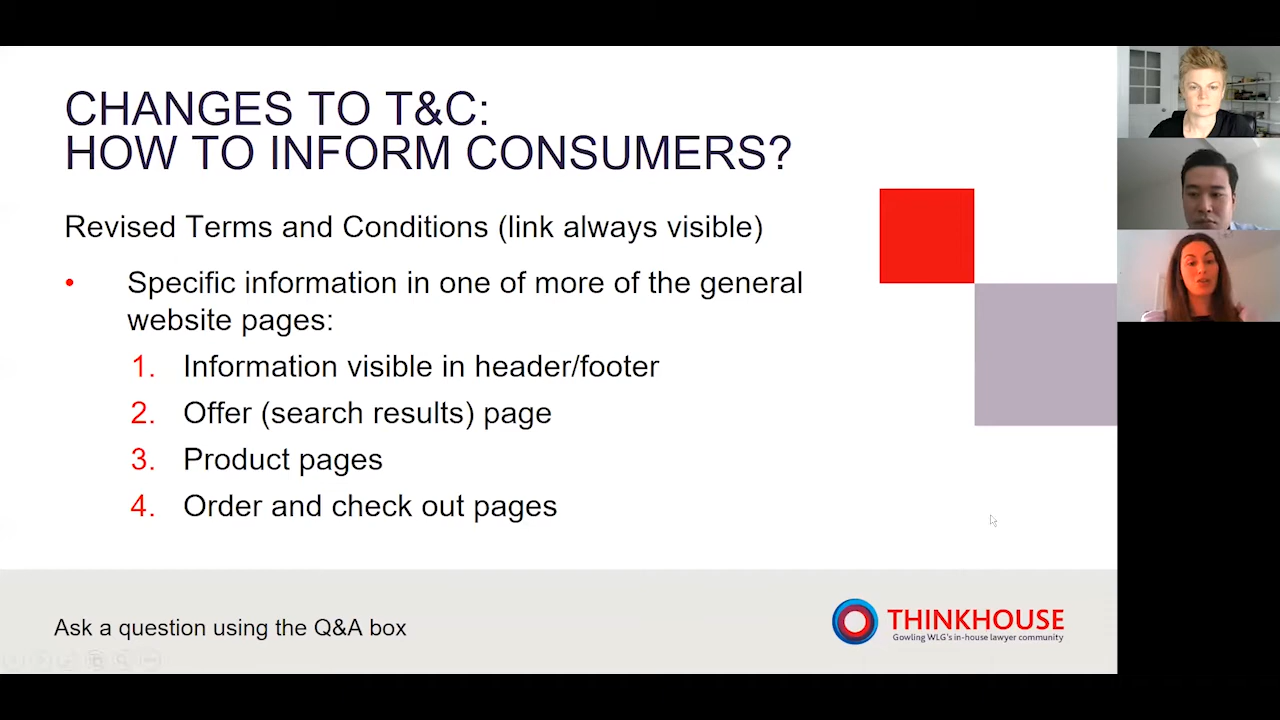 CHANGES TO T&C:
HOW TO INFORM CONSUMERS?
Revised Terms and Conditions (link always visible)
• Specific information in one of more of the general
website pages:
1. Information visible in header/footer
2. Offer (search results) page
3. Product pages
4. Order and check out pages
Ask a question using the Q&A box
THINKHOUSE
Gowling WLG's in-house lawyer community